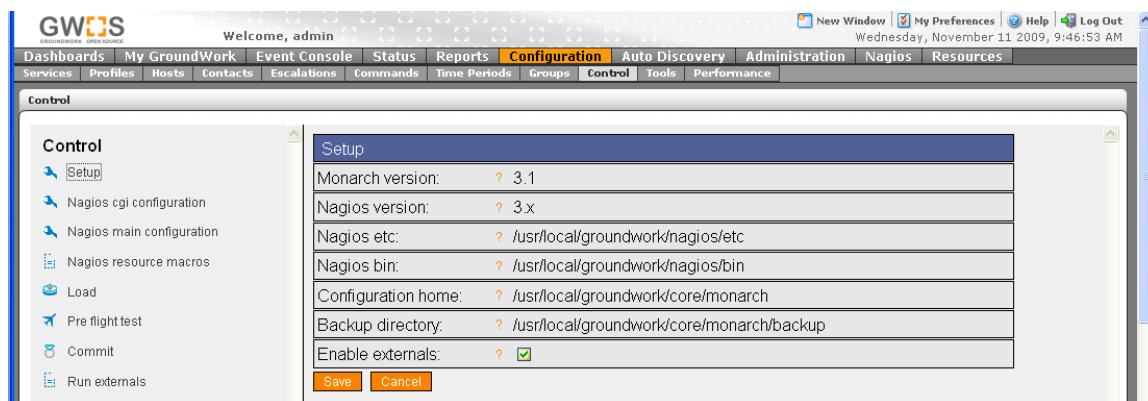 GWOS
GROUNDWORK OPEN SOURCE
Welcome, admin
New Window My Preferences Help Log Out
Wednesday, November 11 2009, 9:46:53 AM
Dashboards My GroundWork Event Console Status Reports Configuration Auto Discovery Administration Nagios Resources
Services Profiles Hosts Contacts Escalations Commands Time Periods Groups Control Tools Performance
Control
Control
Setup
Nagios cgi configuration
Nagios main configuration
Nagios resource macros
Load
Pre flight test
Commit
Run externals
Setup
Monarch version: ? 3.1
Nagios version: ? 3.x
Nagios etc: ? /usr/local/groundwork/nagios/etc
Nagios bin: ? /usr/local/groundwork/nagios/bin
Configuration home: ? /usr/local/groundwork/core/monarch
Backup directory: ? /usr/local/groundwork/core/monarch/backup
Enable externals: ?
Save Cancel